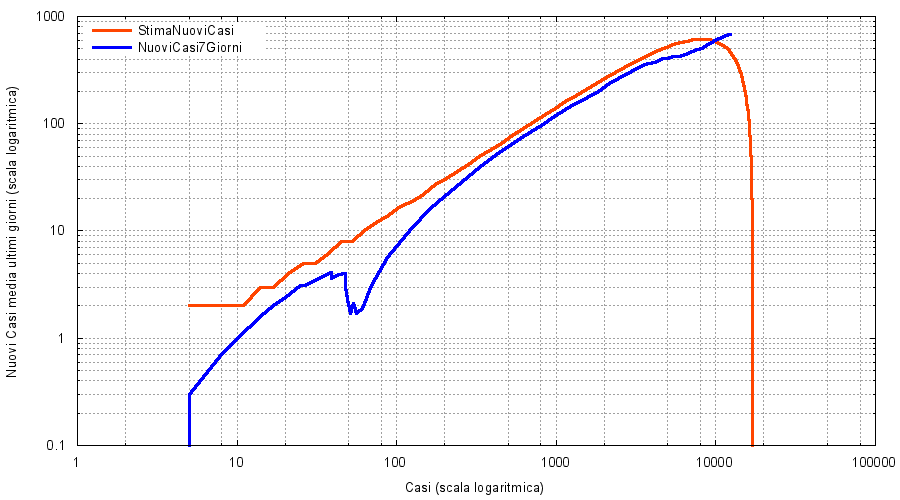 1000
100
10
1
0.1
StimaNuoviCasi
NuoviCasi7Giorni
Nuovi Casi media ultimi giorni (scala logaritmica)
1 10 100 1000 10000 100000
Casi (scala logaritmica)